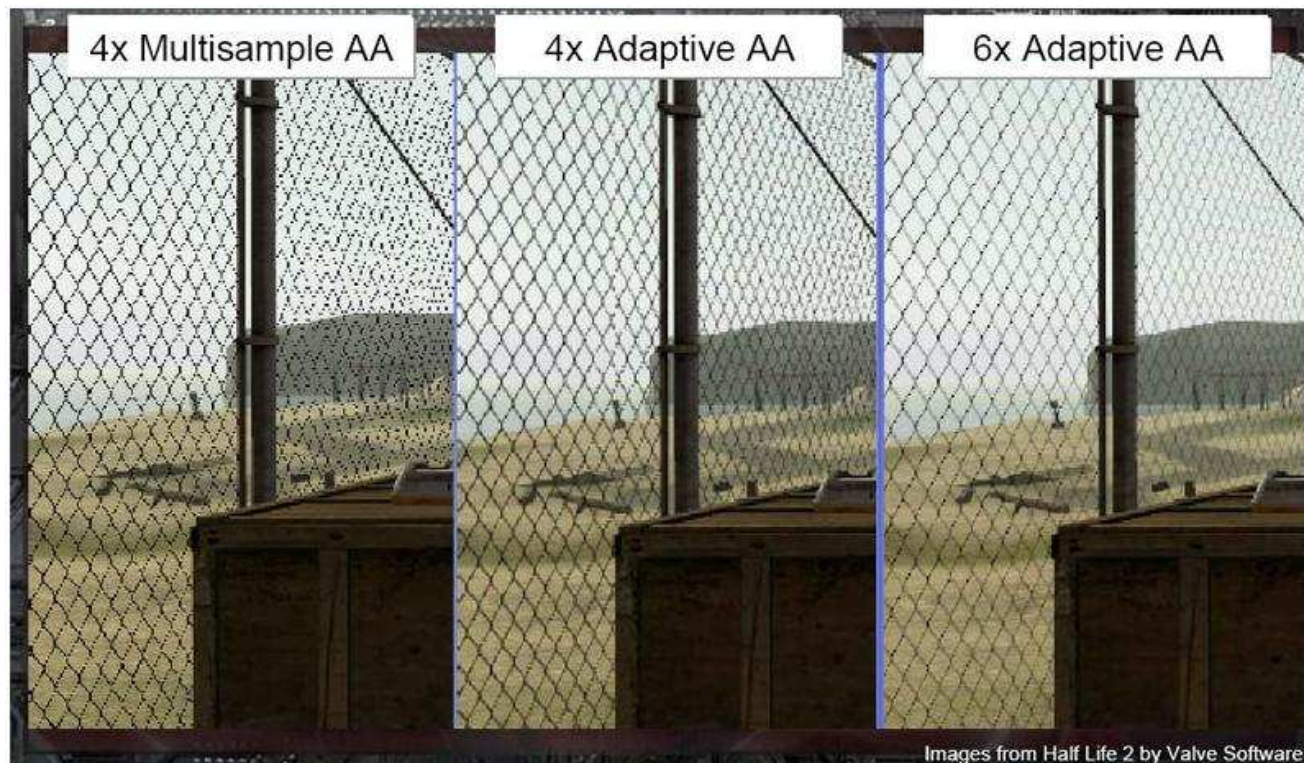 4x Multisample AA
4x Adaptive AA
6x Adaptive AA
Images from Half Life 2 by Valve Software